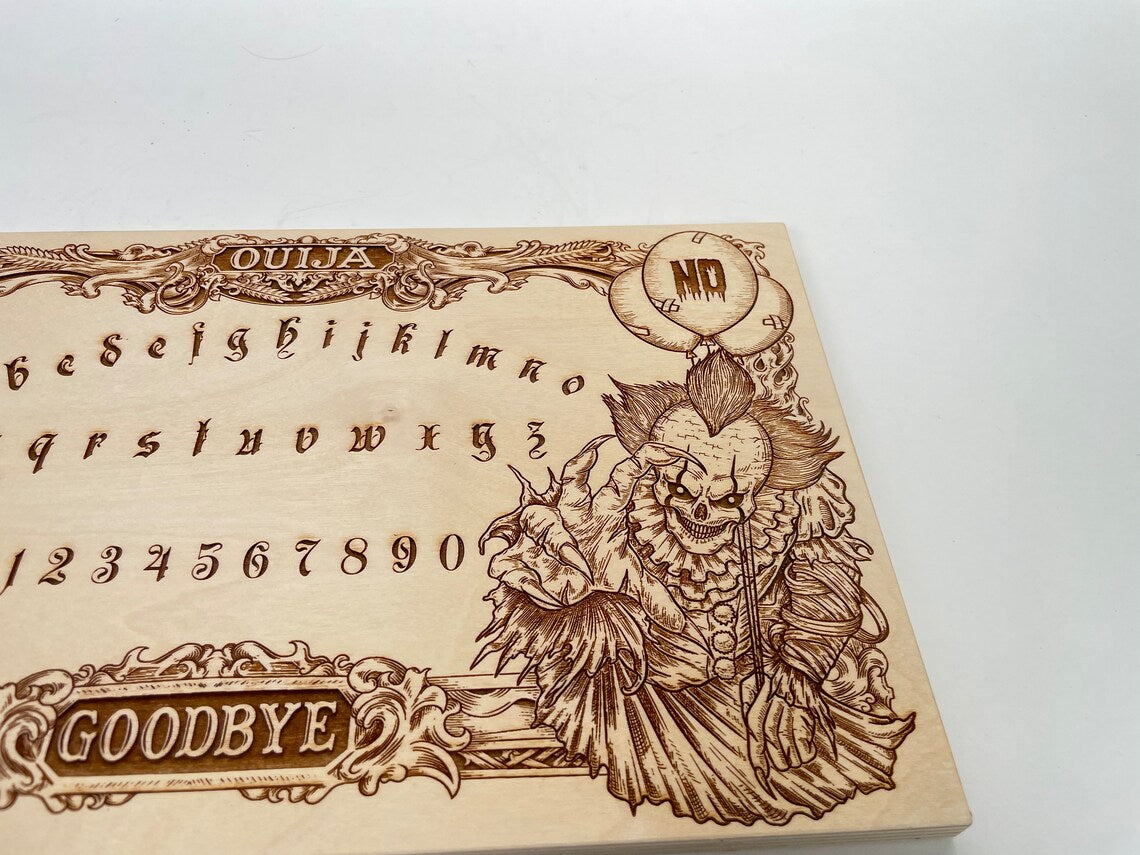 OUIJA
NO
b c d e f g h i j k l m n o
q r s t u v w x y z
1 2 3 4 5 6 7 8 9 0
GOODBYE